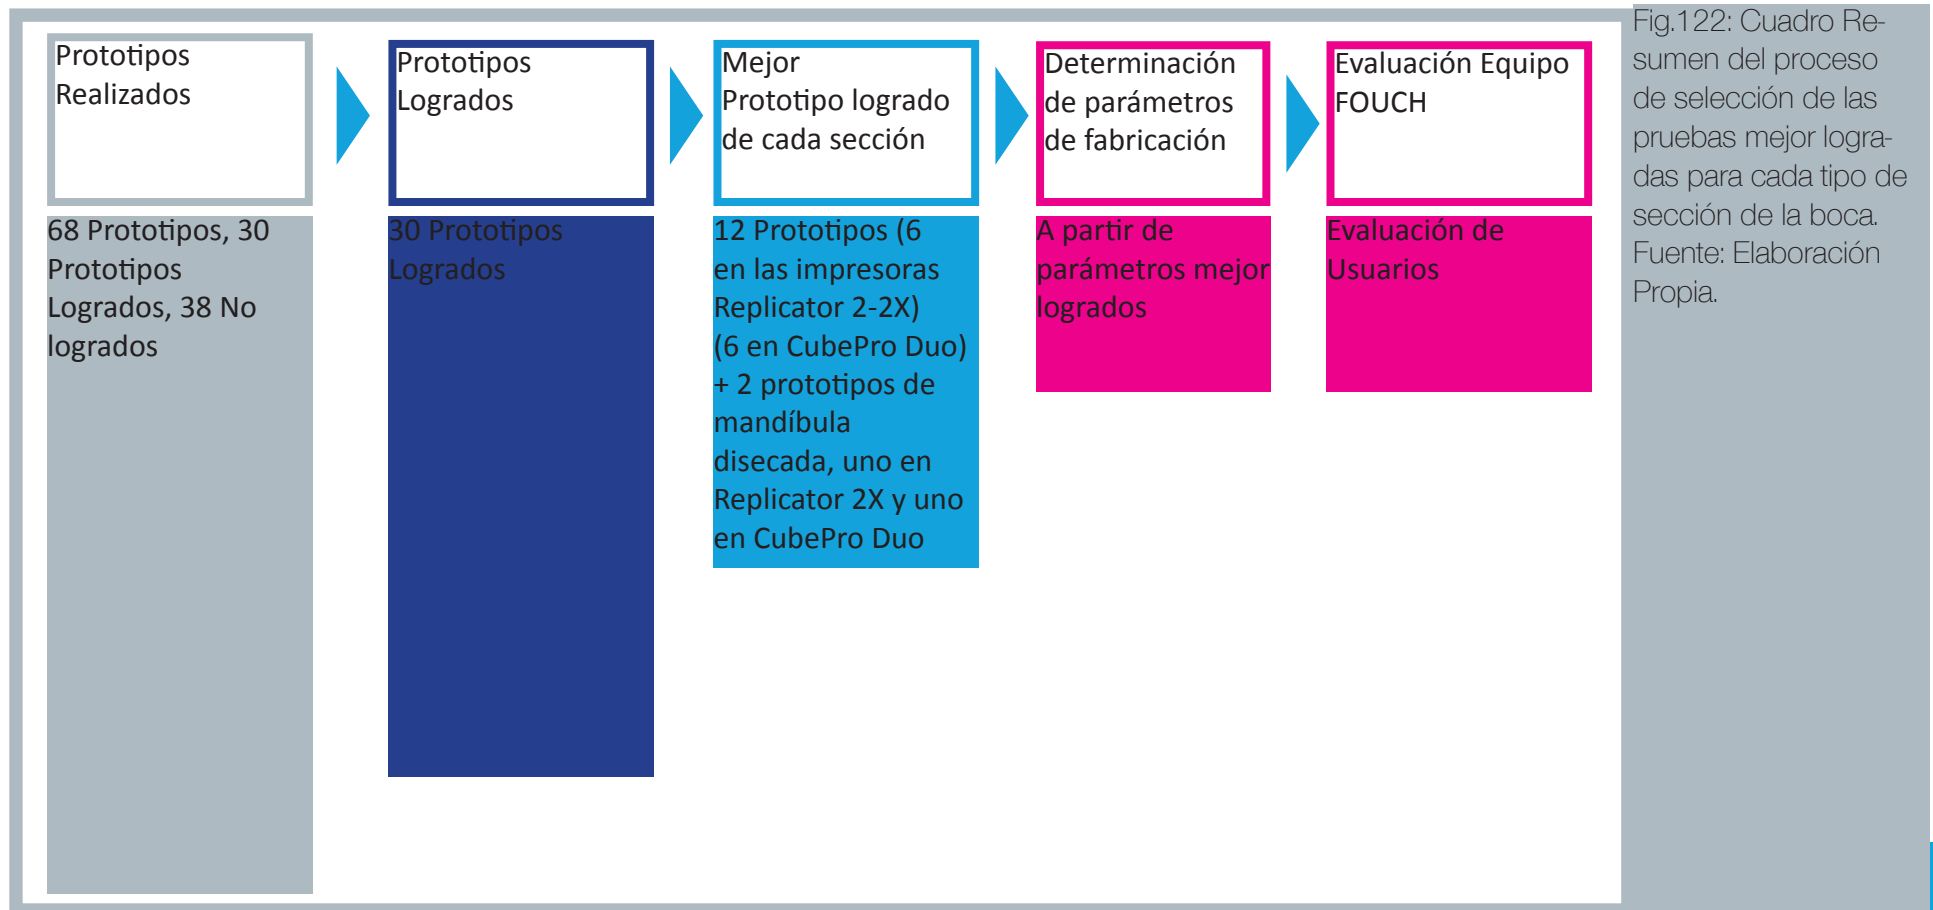 Prototipos
Realizados
Prototipos
Logrados
Mejor
Prototipo logrado
de cada sección
Determinación
de parámetros
de fabricación
Evaluación Equipo
FOUCH
68 Prototipos, 30
Prototipos
Logrados, 38 No
logrados
30 Prototipos
Logrados
12 Prototipos (6
en las impresoras
Replicator 2-2X)
(6 en CubePro Duo)
+ 2 prototipos de
mandíbula
disecada, uno en
Replicator 2X y uno
en CubePro Duo
A partir de
parámetros mejor
logrados
Evaluación de
Usuarios
Fig.122: Cuadro Re-
sumen del proceso
de selección de las
pruebas mejor logra-
das para cada tipo de
sección de la boca.
Fuente: Elaboración
Propia.